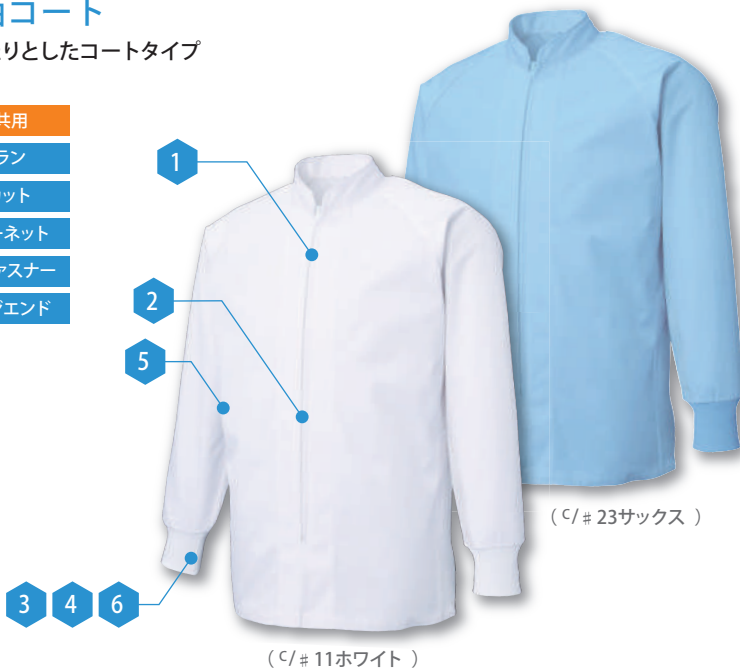 コート
りとしたコートタイプ
共用
ラン
ット
ネット
ァスナー
エンド
1
2
5
3 4 6
( C/# 23サックス )
( C/# 11ホワイト )